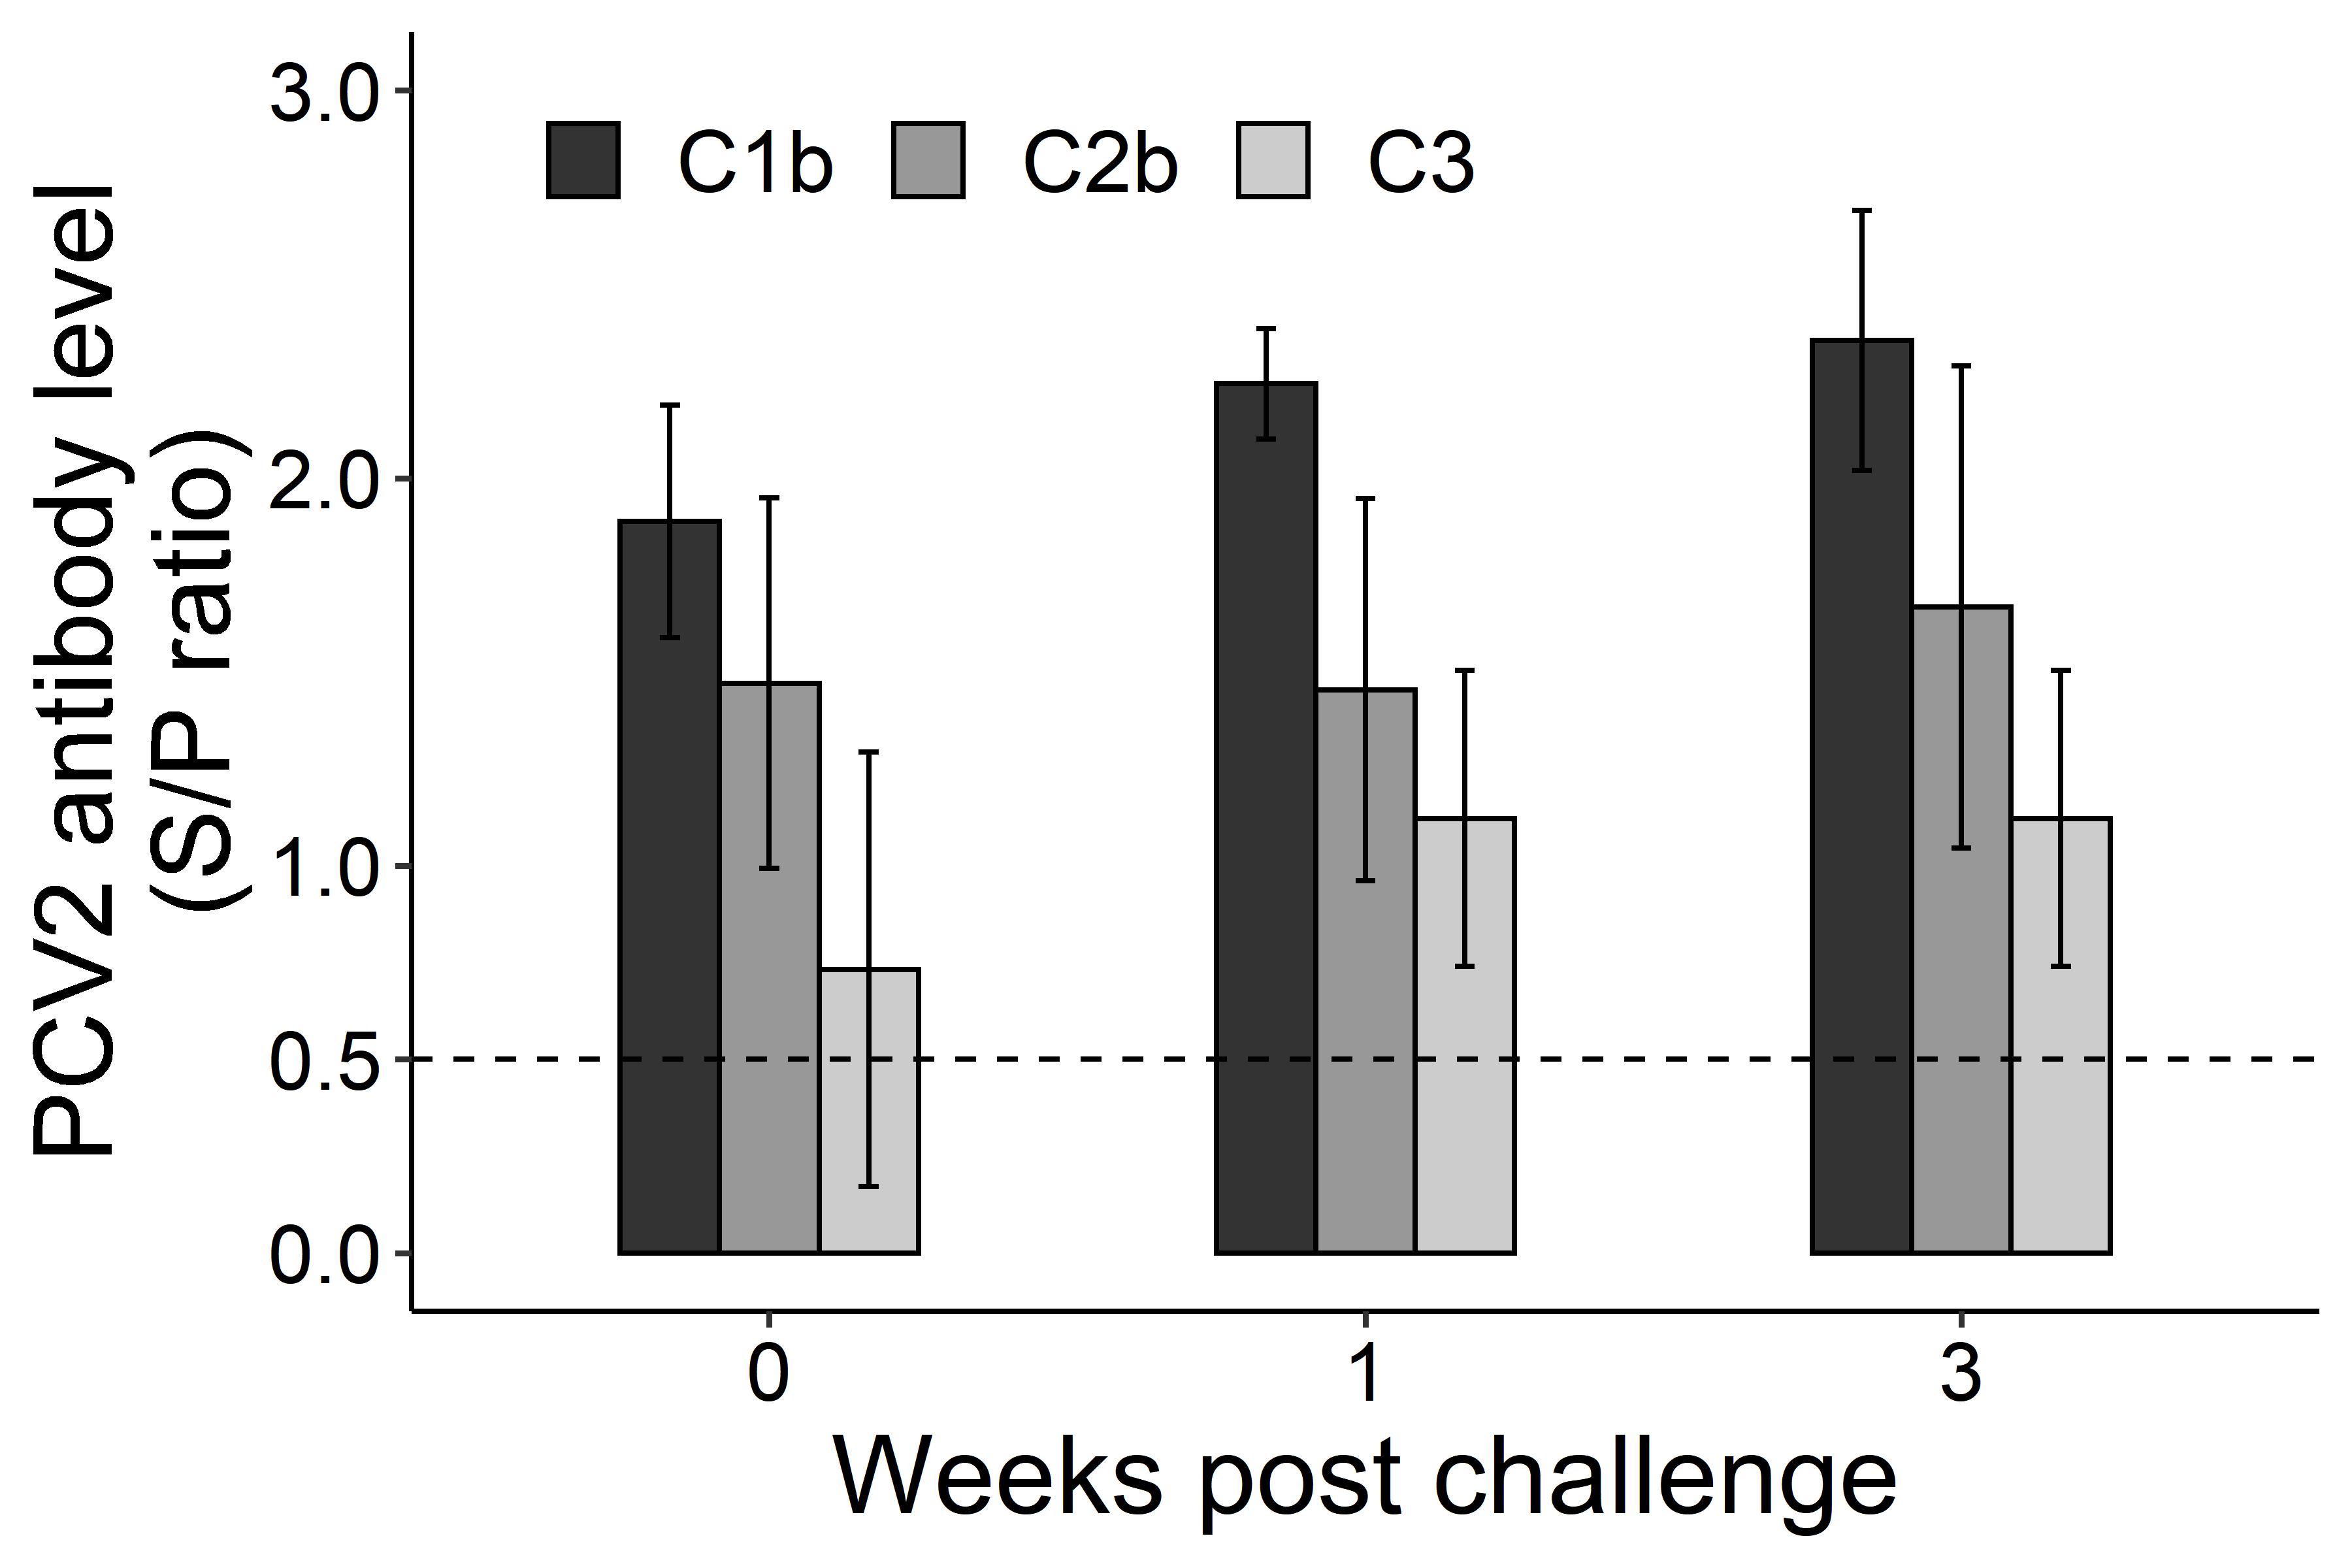 PCV2 antibody level
(S/P ratio)
3.0
2.0
1.0
0.5
0.0
C1b C2b C3
0 1 3
Weeks post challenge